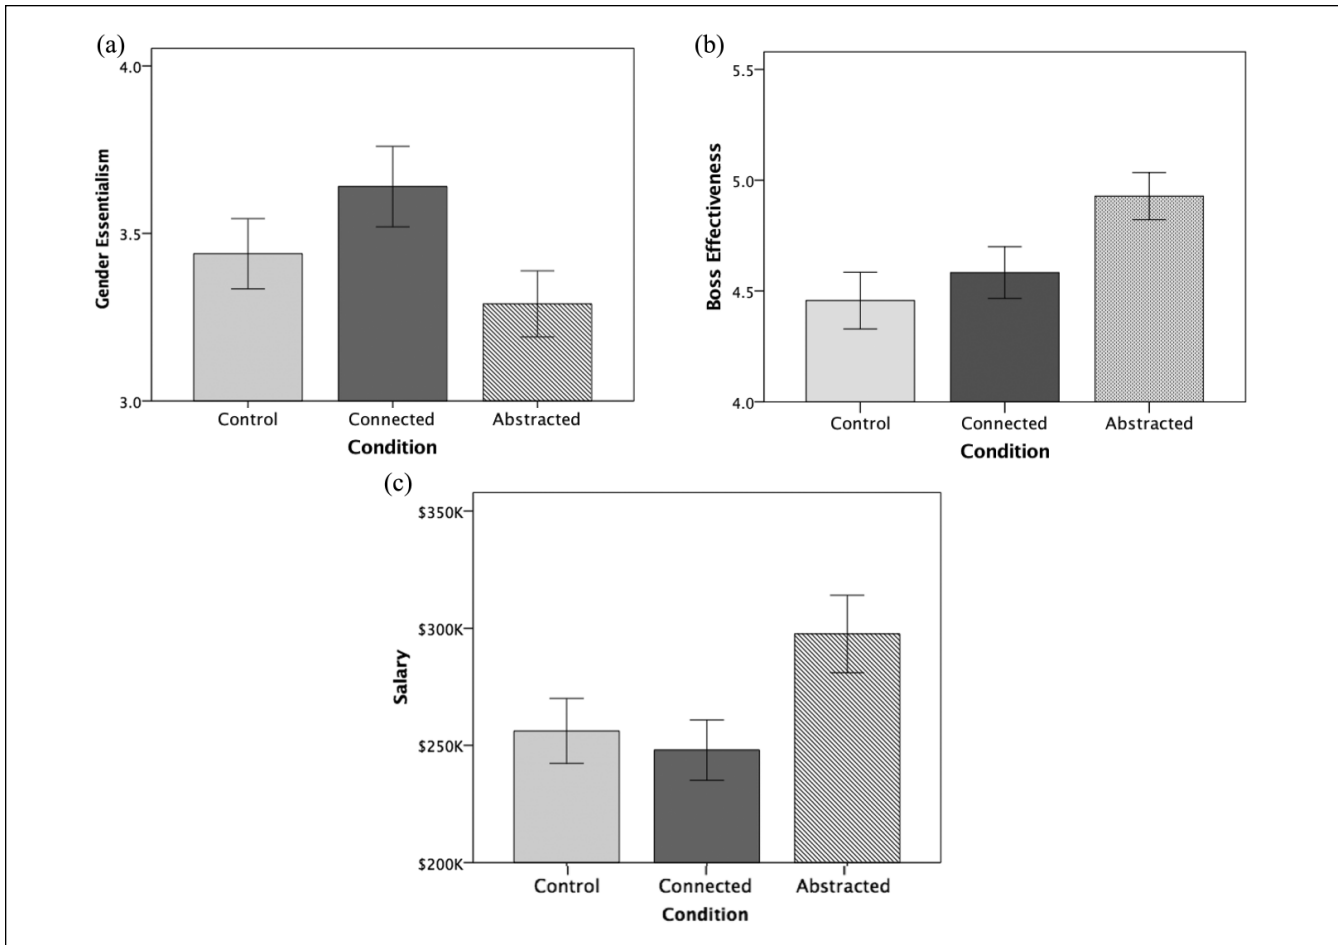 (a)
4.0
3.5
3.0
Gender Essentialism
Control Connected Abstracted
Condition
(b)
5.5
5.0
4.5
4.0
Boss Effectiveness
Control Connected Abstracted
Condition
(c)
$350K
$300K
$250K
$200K
Salary
Control Connected Abstracted
Condition